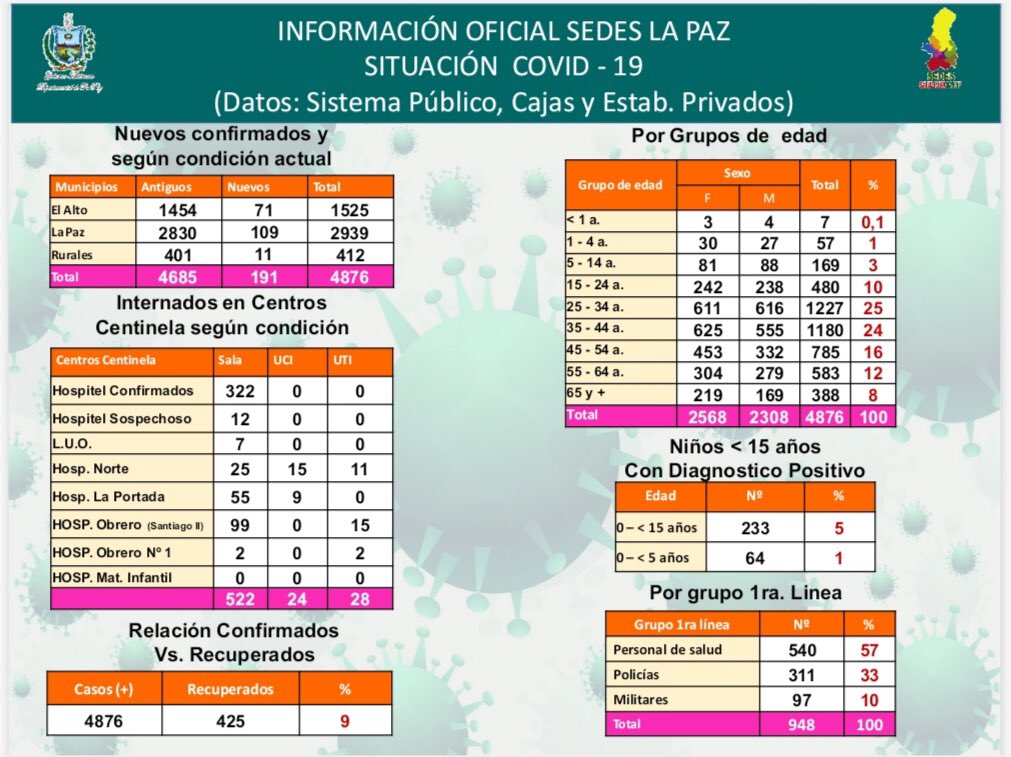 INFORMACIÓN OFICIAL SEDES LA PAZ
SITUACIÓN COVID - 19
(Datos: Sistema Público, Cajas y Estab. Privados)
SEDES
Nuevos confirmados y
según condición actual
Municipios Antiguos Nuevos Total
El Alto 1454 71 1525
La Paz 2830 109 2939
Rurales 401 11 412
Total 4685 191 4876
Internados en Centros
Centinela según condición
Centros Centinela Sala UCI UTI
Hospitel Confirmados 322 0 0
Hospitel Sospechoso 12 0 0
L.U.O. 7 0 0
Hosp. Norte 25 15 11
Hosp. La Portada 55 9 0
HOSP. Obrero (Santiago II) 99 0 15
HOSP. Obrero Nº 1 2 0 2
HOSP. Mat. Infantil 0 0 0
522 24 28
Relación Confirmados
Vs. Recuperados
Casos (+) Recuperados %
4876 425 9
Por Grupos de edad
Grupo de edad Sexo Total %
F M
< 1 a. 3 4 7 0,1
1 - 4 a. 30 27 57 1
5 - 14 a. 81 88 169 3
15 - 24 a. 242 238 480 10
25 - 34 a. 611 616 1227 25
35 - 44 a. 625 555 1180 24
45 - 54 a. 453 332 785 16
55 - 64 a. 304 279 583 12
65 y + 219 169 388 8
Total 2568 2308 4876 100
Niños < 15 años
Con Diagnostico Positivo
Edad Nº %
0 – < 15 años 233 5
0 – < 5 años 64 1
Por grupo 1ra. Linea
Grupo 1ra línea Nº %
Personal de salud 540 57
Policías 311 33
Militares 97 10
Total 948 100